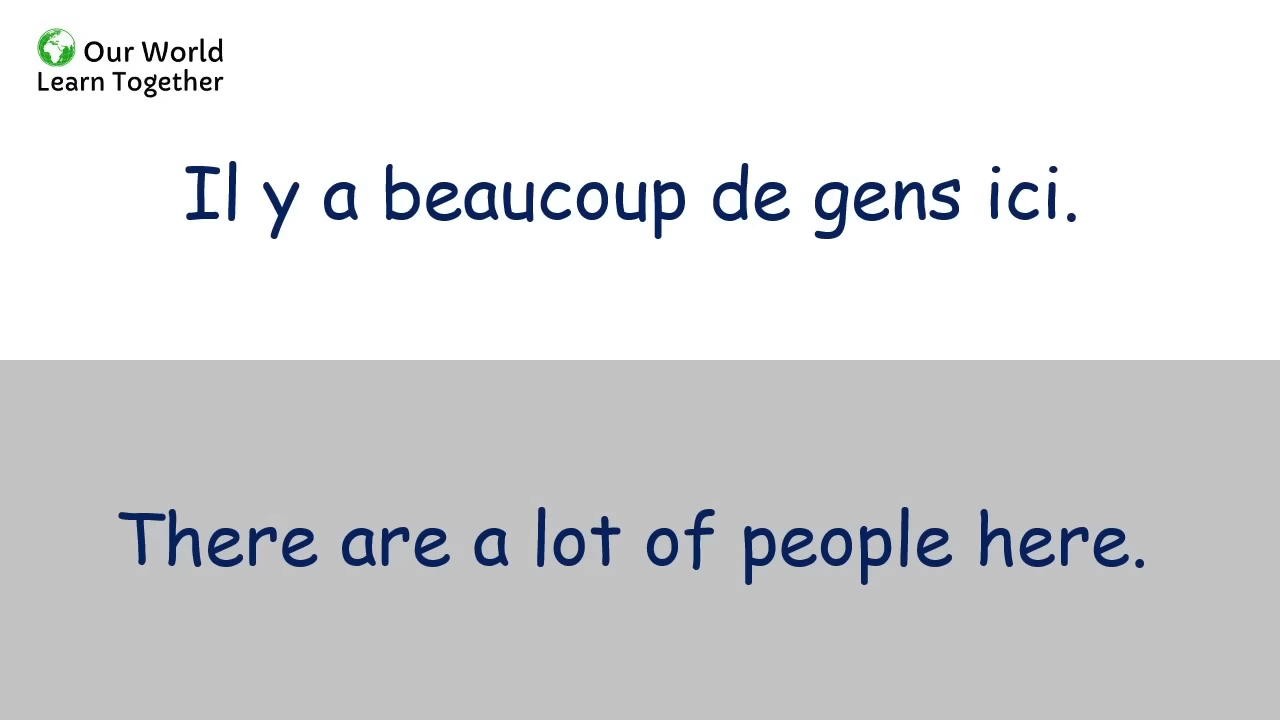 Our World
Learn Together
Il y a beaucoup de gens ici.
There are a lot of people here.